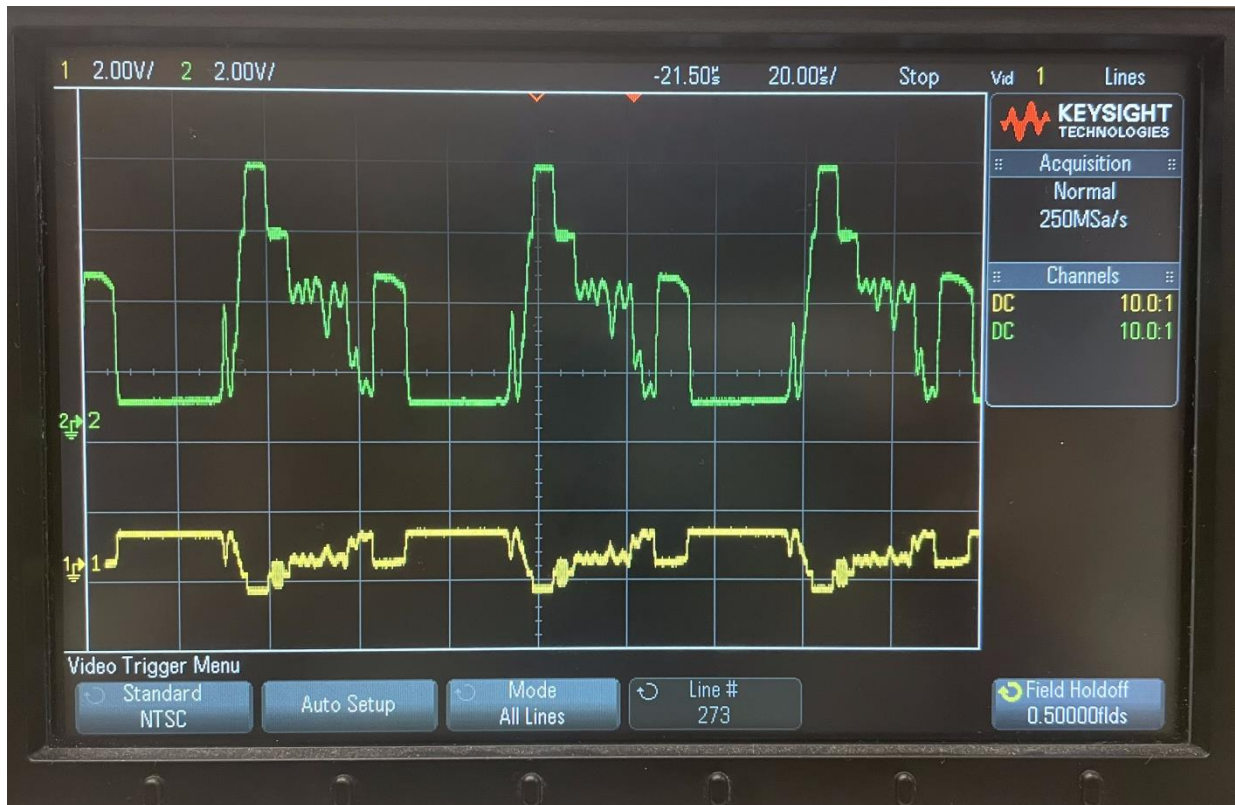 1 2.00V/ 2 2.00V/ -21.50µs 20.00µs/ Stop Vid 1 Lines
KEYSIGHT
TECHNOLOGIES
Acquisition
Normal
250MSa/s
Channels
DC 10.0:1
DC 10.0:1
2 2
1 1
Video Trigger Menu
Standard
NTSC
Auto Setup
Mode
All Lines
Line #
273
Field Holdoff
0.50000flds